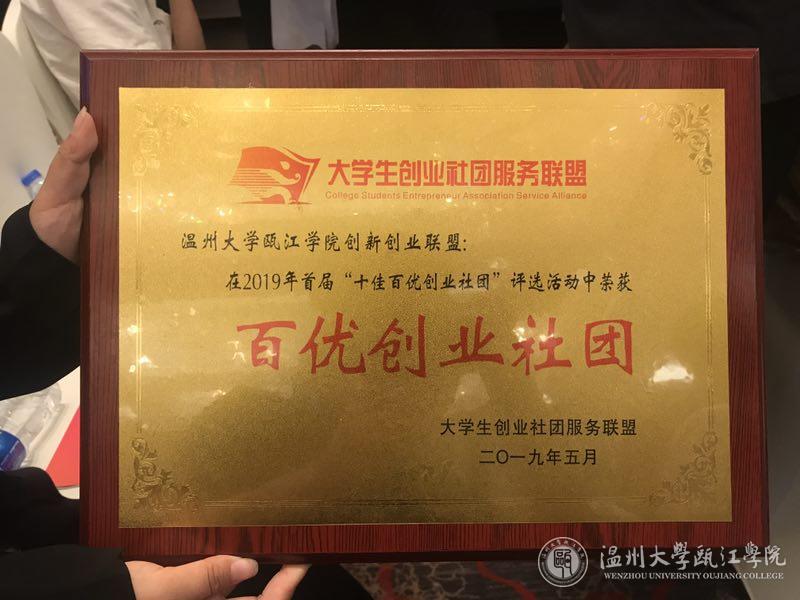 大学生创业社团服务联盟
College Students Entrepreneur Association Service Alliance
温州大学瓯江学院创新创业联盟：
在2019年首届“十佳百优创业社团”评选活动中荣获
百优创业社团
大学生创业社团服务联盟
二〇一九年五月
温州大学瓯江学院
WENZHOU UNIVERSITY OUJIANG COLLEGE